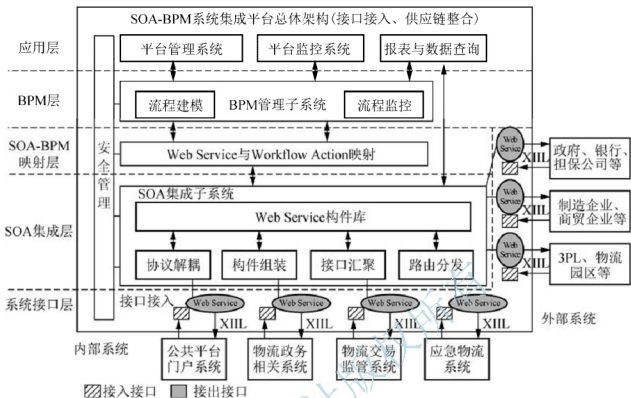 SOA-BPM系统集成平台总体架构(接口接入、供应链整合)
应用层
平台管理系统
平台监控系统
报表与数据查询
BPM层
流程建模
BPM管理子系统
流程监控
安全管理
SOA-BPM
映射层
Web Service与Workflow Action映射
Web Service
XIIL
政府、银行、
担保公司等
SOA集成层
SOA集成子系统
Web Service构件库
Web Service
XIIL
制造企业、
商贸企业等
协议解耦
构件组装
接口汇聚
路由分发
Web Service
XIIL
3PL、物流
园区等
系统接口层
接口接入
Web Service
Web Service
Web Service
Web Service
XIIL
XIIL
XIIL
XIIL
外部系统
内部系统
公共平台
门户系统
物流政务
相关系统
物流交易
监管系统
应急物流
系统
接入接口
接出接口